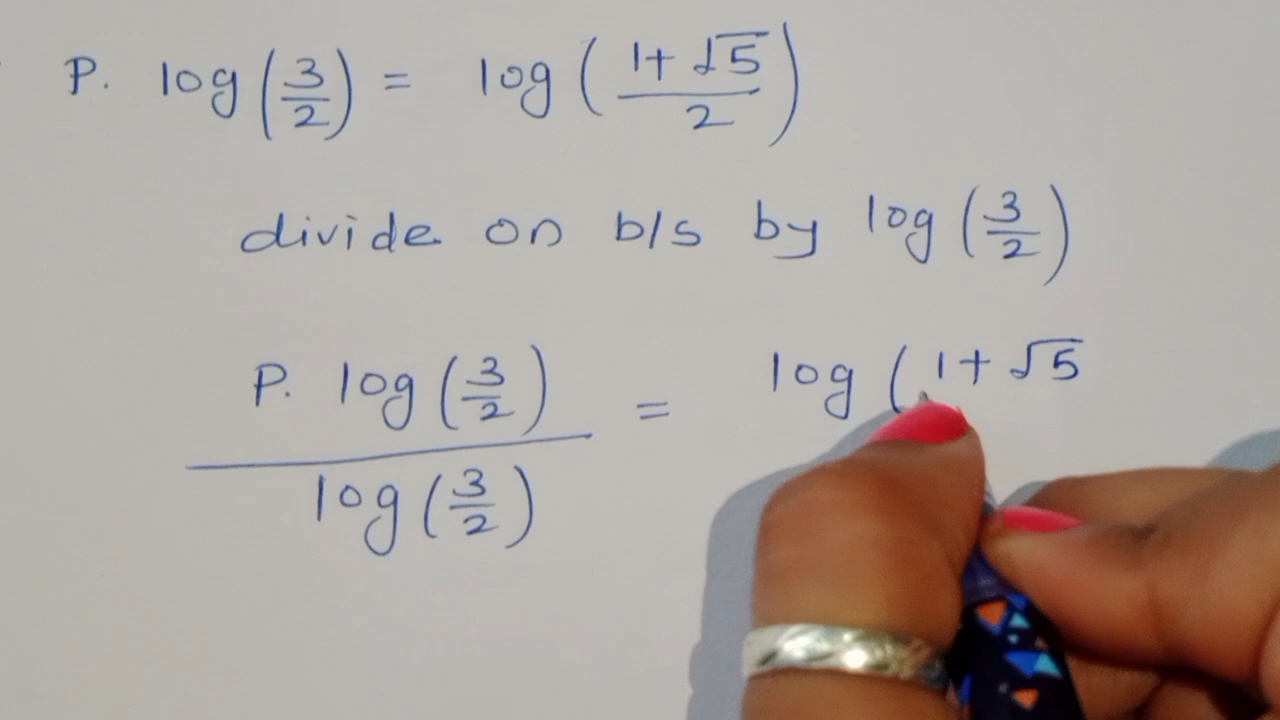 P. log(3/2) = log((1+√5)/2)
divide on b/s by log(3/2)
P. log(3/2) / log(3/2) = log(1+√5